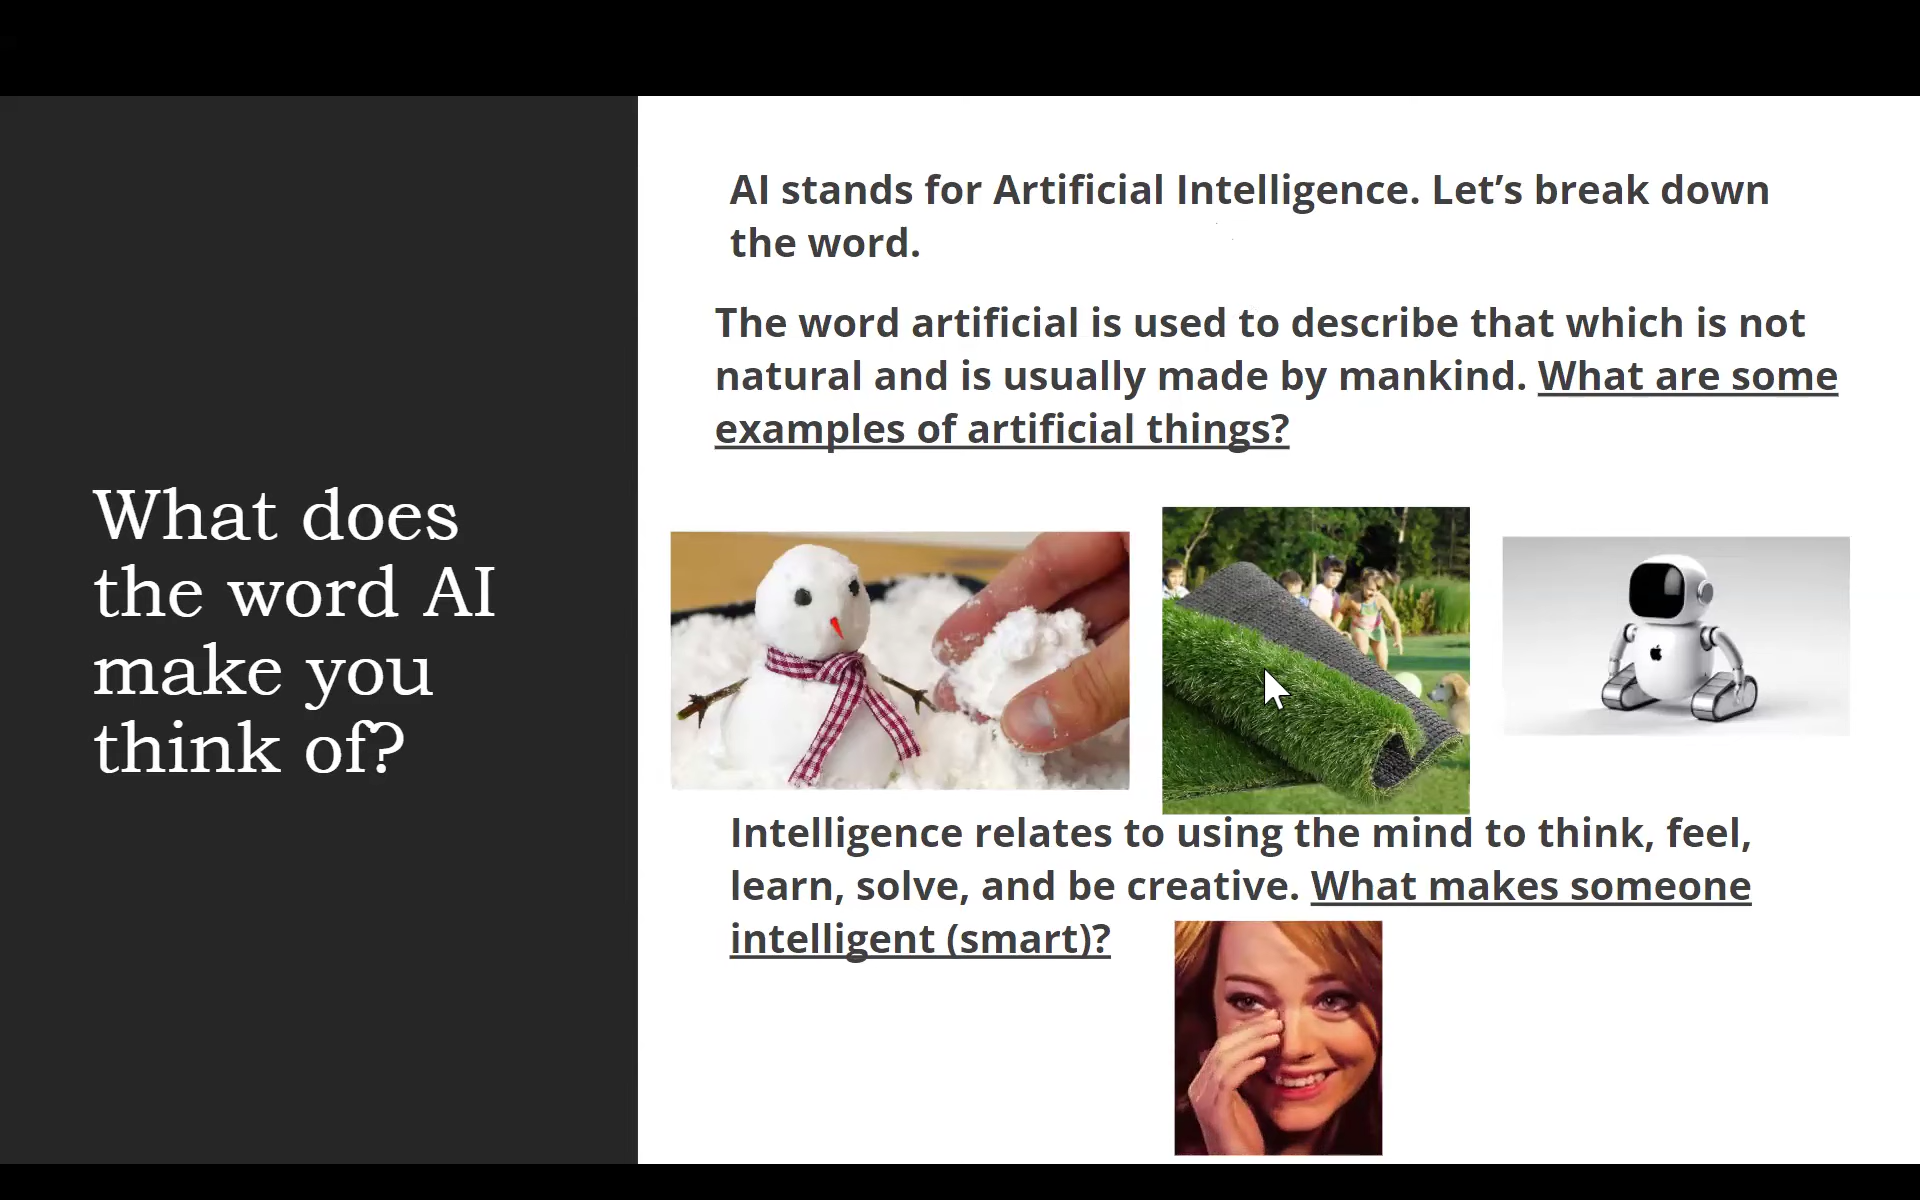 What does
the word AI
make you
think of?
AI stands for Artificial Intelligence. Let’s break down
the word.
The word artificial is used to describe that which is not
natural and is usually made by mankind. What are some
examples of artificial things?
Intelligence relates to using the mind to think, feel,
learn, solve, and be creative. What makes someone
intelligent (smart)?